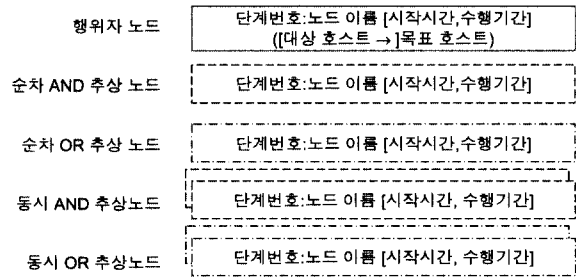 행위자 노드
단계번호:노드 이름 [시작시간,수행기간]
([대상 호스트 → ]목표 호스트)
순차 AND 추상 노드
단계번호:노드 이름 [시작시간,수행기간]
순차 OR 추상 노드
단계번호:노드 이름 [시작시간,수행기간]
동시 AND 추상노드
단계번호:노드 이름 [시작시간, 수행기간]
동시 OR 추상노드
단계번호:노드 이름 [시작시간, 수행기간]